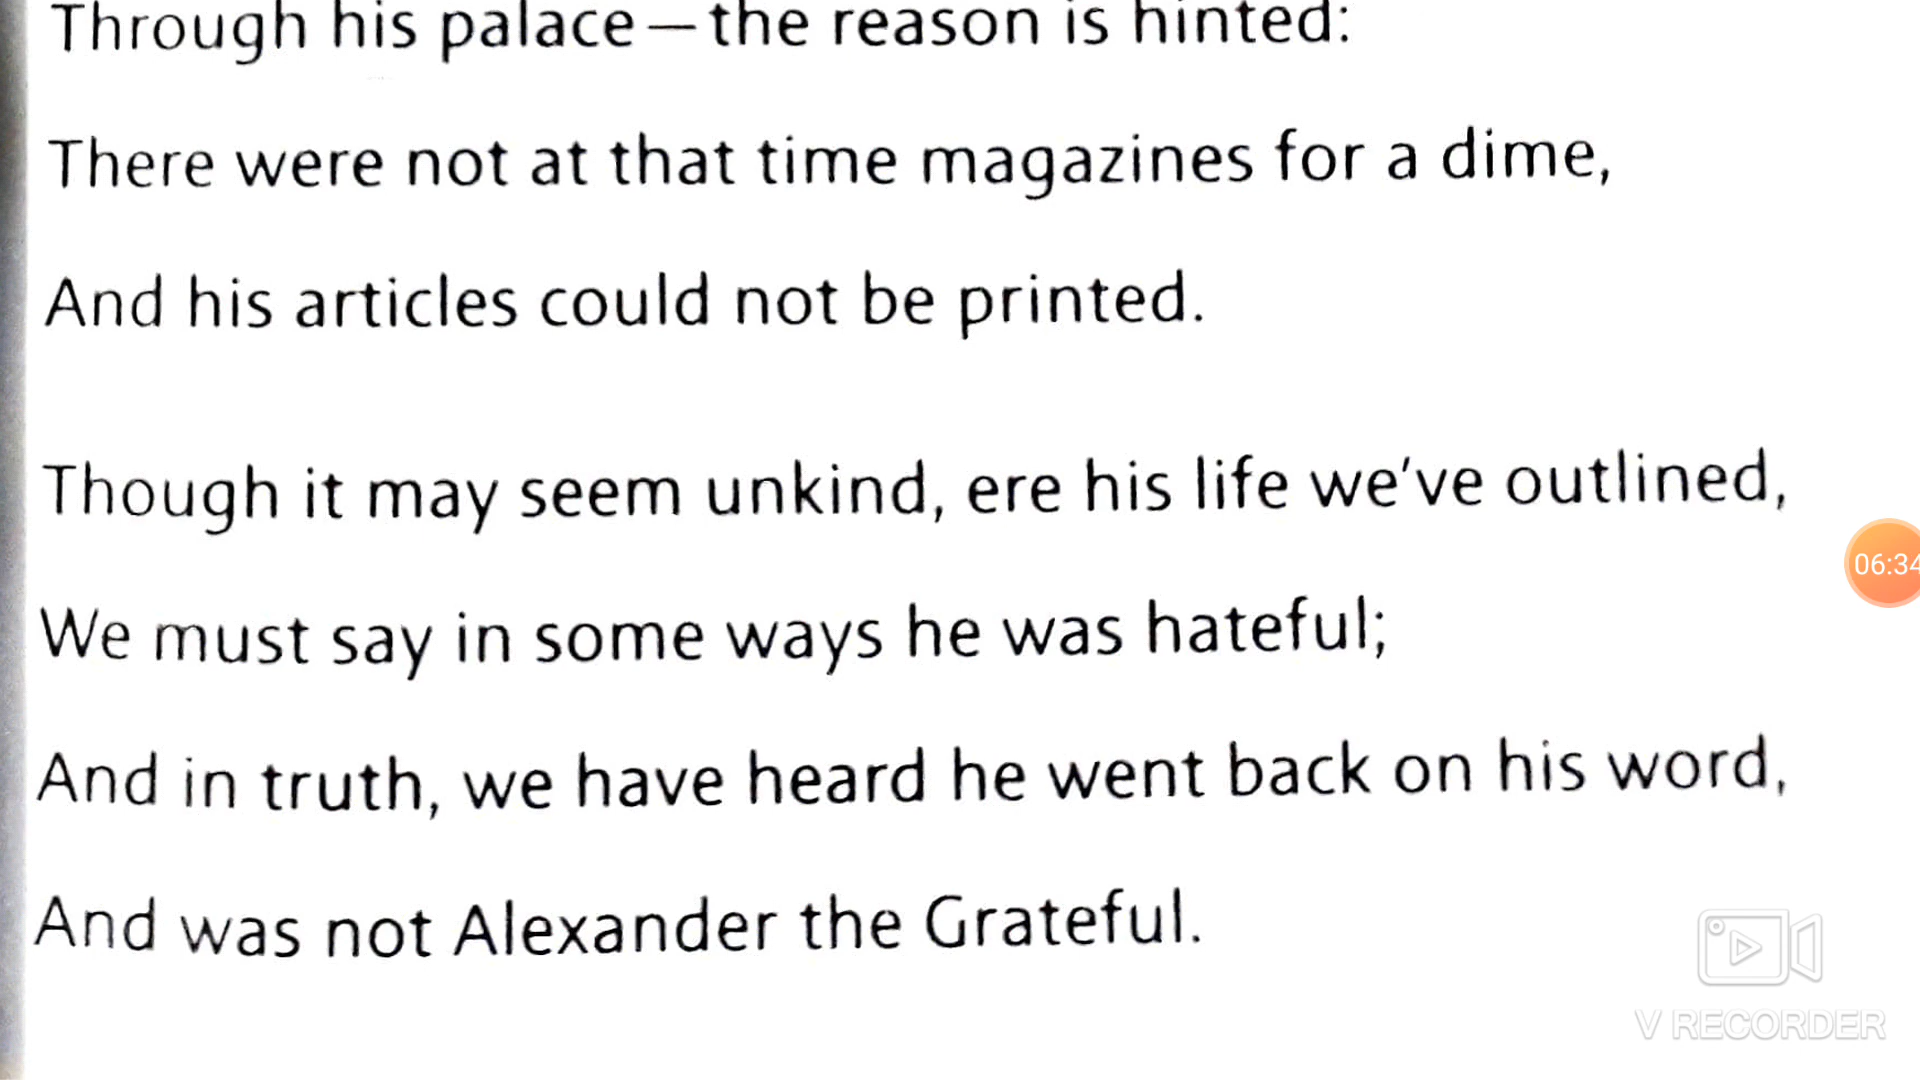 Through his palace—the reason is hinted:
There were not at that time magazines for a dime,
And his articles could not be printed.
Though it may seem unkind, ere his life we've outlined,
We must say in some ways he was hateful;
And in truth, we have heard he went back on his word,
And was not Alexander the Grateful.
06:34
V RECORDER